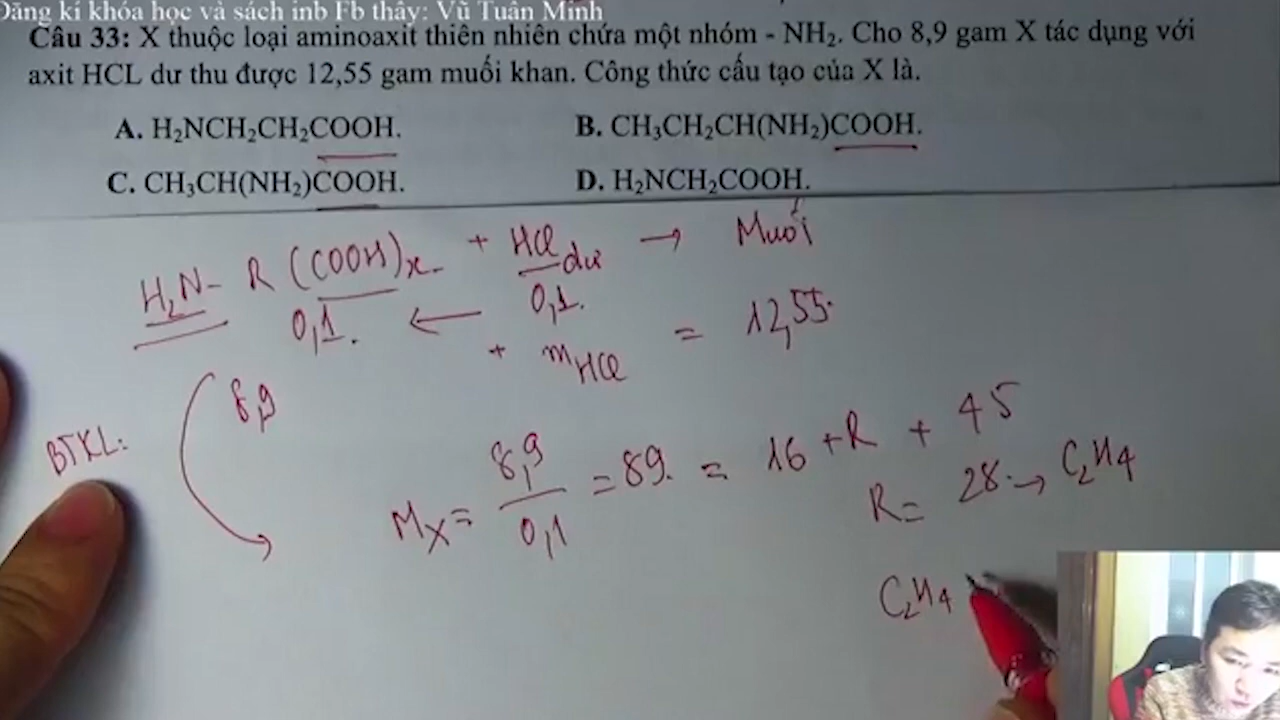 Đăng kí khóa học và sách inb Fb thầy: Vũ Tuấn Minh
Câu 33: X thuộc loại aminoaxit thiên nhiên chứa một nhóm - NH₂. Cho 8,9 gam X tác dụng với
axit HCL dư thu được 12,55 gam muối khan. Công thức cấu tạo của X là.
A. H₂NCH₂CH₂COOH. B. CH₃CH₂CH(NH₂)COOH.
C. CH₃CH(NH₂)COOH. D. H₂NCH₂COOH.
H₂N- R (COOH)ₓ + HCl dư → Muối
0,1. ← 0,1.
8,9 + mHCl = 12,55.
BTKL:
Mx = 8,9/0,1 = 89. = 16 + R + 45
R = 28. → C₂H₄
C₂H₄